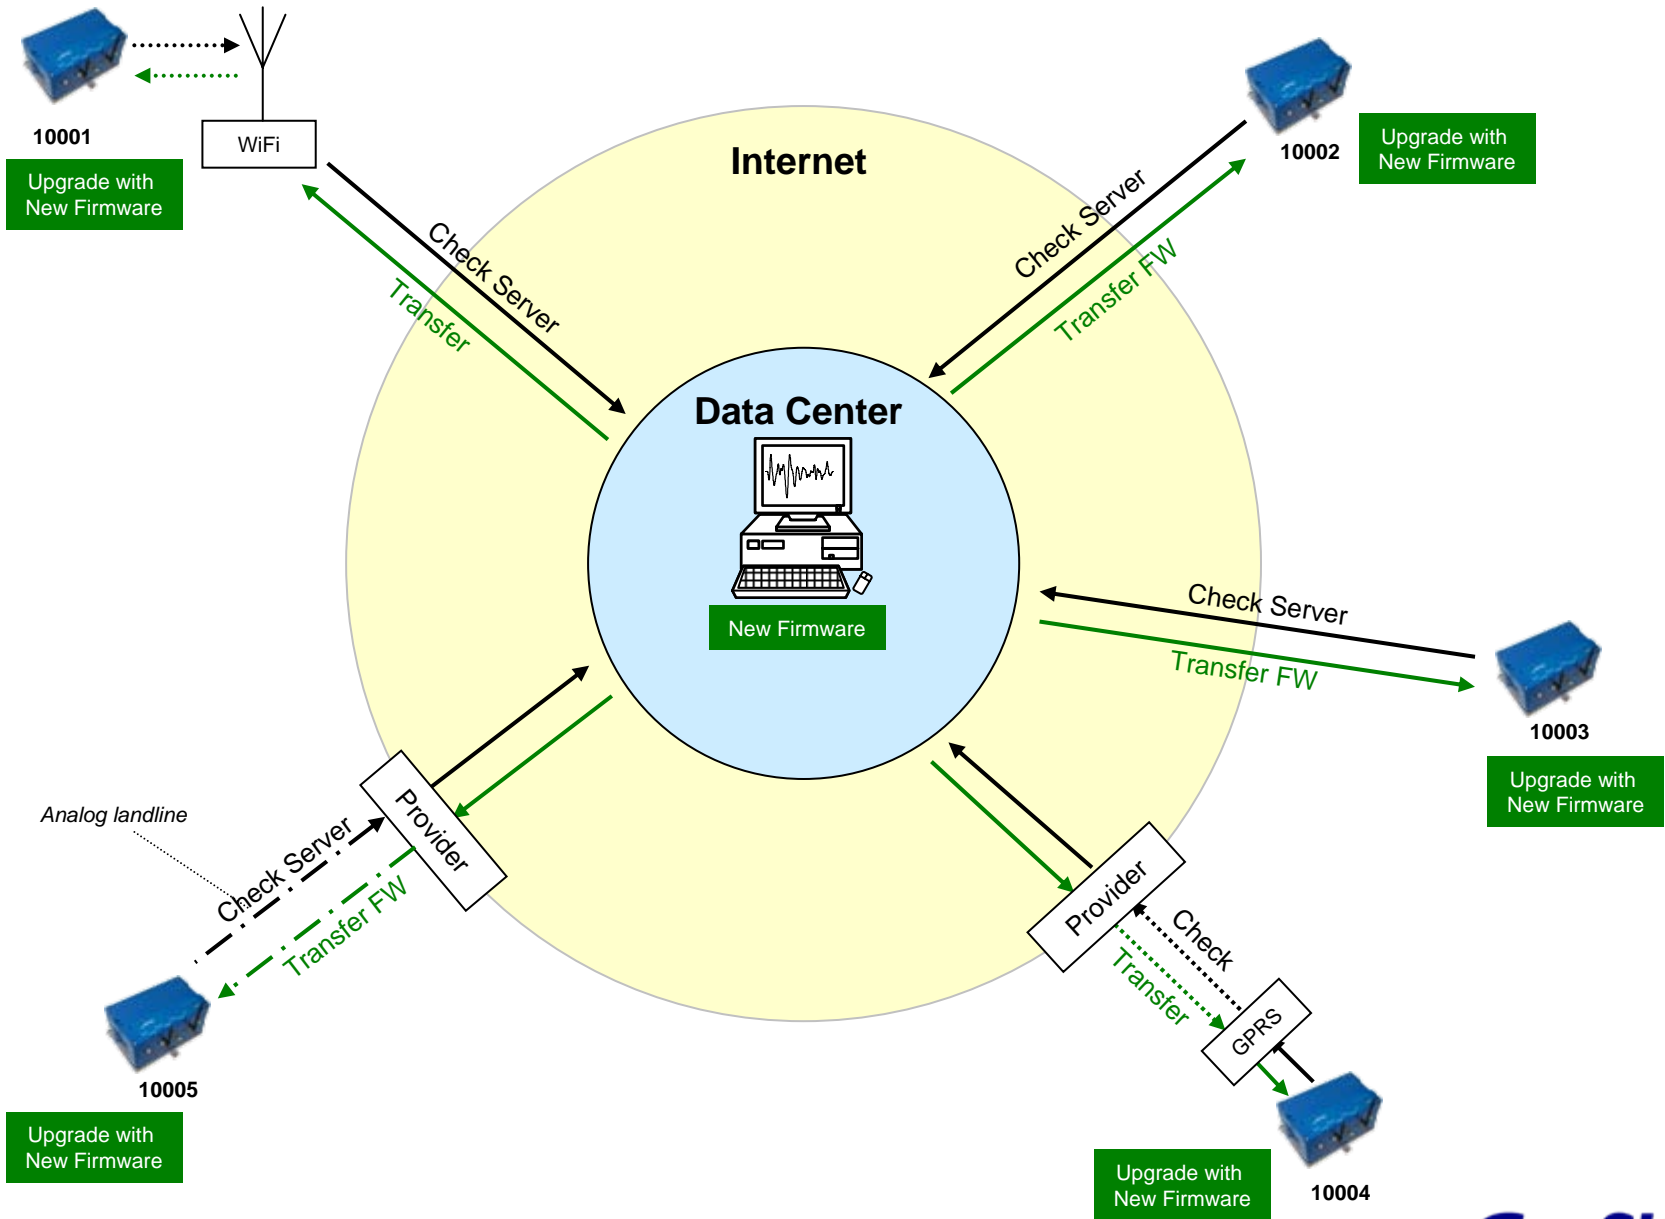 10001
WiFi
Upgrade with
New Firmware
Internet
10002
Upgrade with
New Firmware
Check Server
Transfer
Check Server
Transfer FW
Data Center
New Firmware
Check Server
Transfer FW
10003
Upgrade with
New Firmware
Analog landline
Provider
Check Server
Transfer FW
10005
Upgrade with
New Firmware
Provider
Check
Transfer
GPRS
Upgrade with
New Firmware
10004